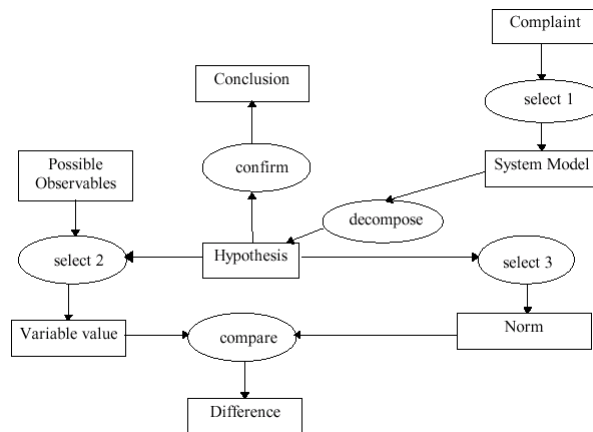 Complaint
Conclusion
select 1
Possible
Observables
confirm
System Model
decompose
select 2
Hypothesis
select 3
Variable value
compare
Norm
Difference